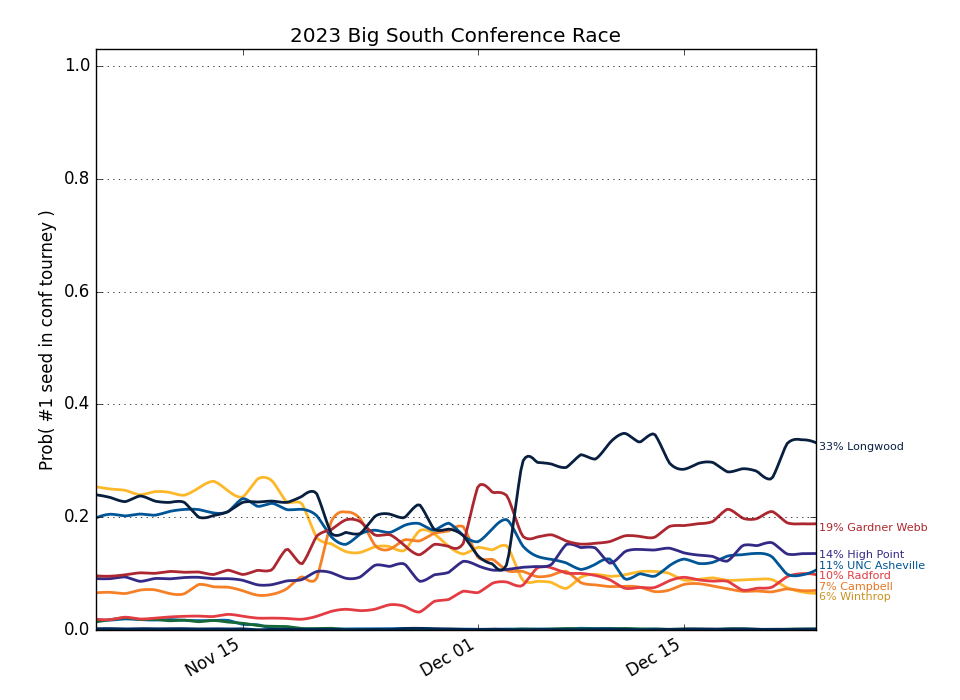 2023 Big South Conference Race
Prob( #1 seed in conf tourney )
1.0
0.8
0.6
0.4
0.2
0.0
Nov 15
Dec 01
Dec 15
33% Longwood
19% Gardner Webb
14% High Point
11% UNC Asheville
10% Radford
7% Campbell
6% Winthrop